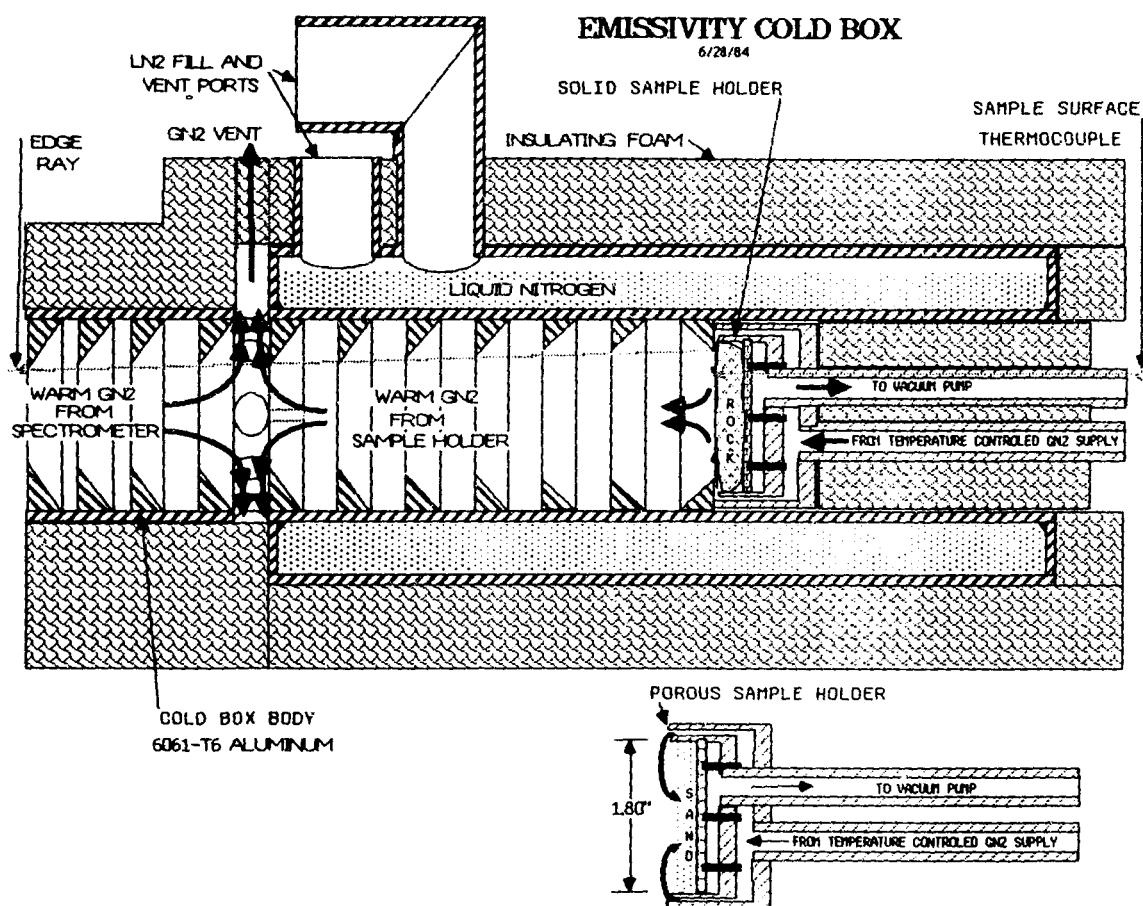 EMISSIVITY COLD BOX
6/28/84
LN2 FILL AND
VENT PORTS
SOLID SAMPLE HOLDER
SAMPLE SURFACE
THERMOCOUPLE
GN2 VENT
INSULATING FOAM
EDGE
RAY
LIQUID NITROGEN
WARM GN2
FROM
SPECTROMETER
WARM GN2
FROM
SAMPLE HOLDER
ROCK
TO VACUUM PUMP
FROM TEMPERATURE CONTROLED GN2 SUPPLY
COLD BOX BODY
6061-T6 ALUMINUM
POROUS SAMPLE HOLDER
1.80"
SAND
TO VACUUM PUMP
FROM TEMPERATURE CONTROLED GN2 SUPPLY